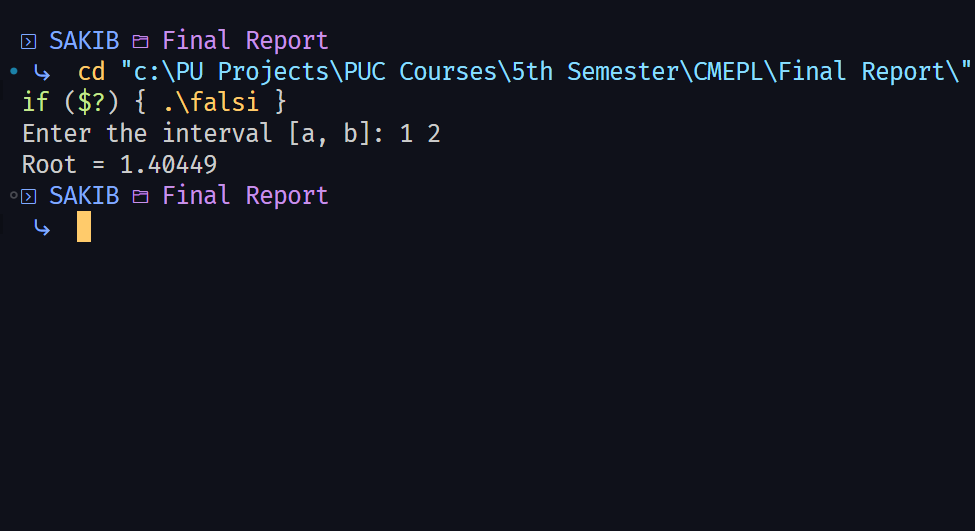 SAKIB Final Report
cd "c:\PU Projects\PUC Courses\5th Semester\CMEPL\Final Report\"
if ($?) { .\falsi }
Enter the interval [a, b]: 1 2
Root = 1.40449
SAKIB Final Report